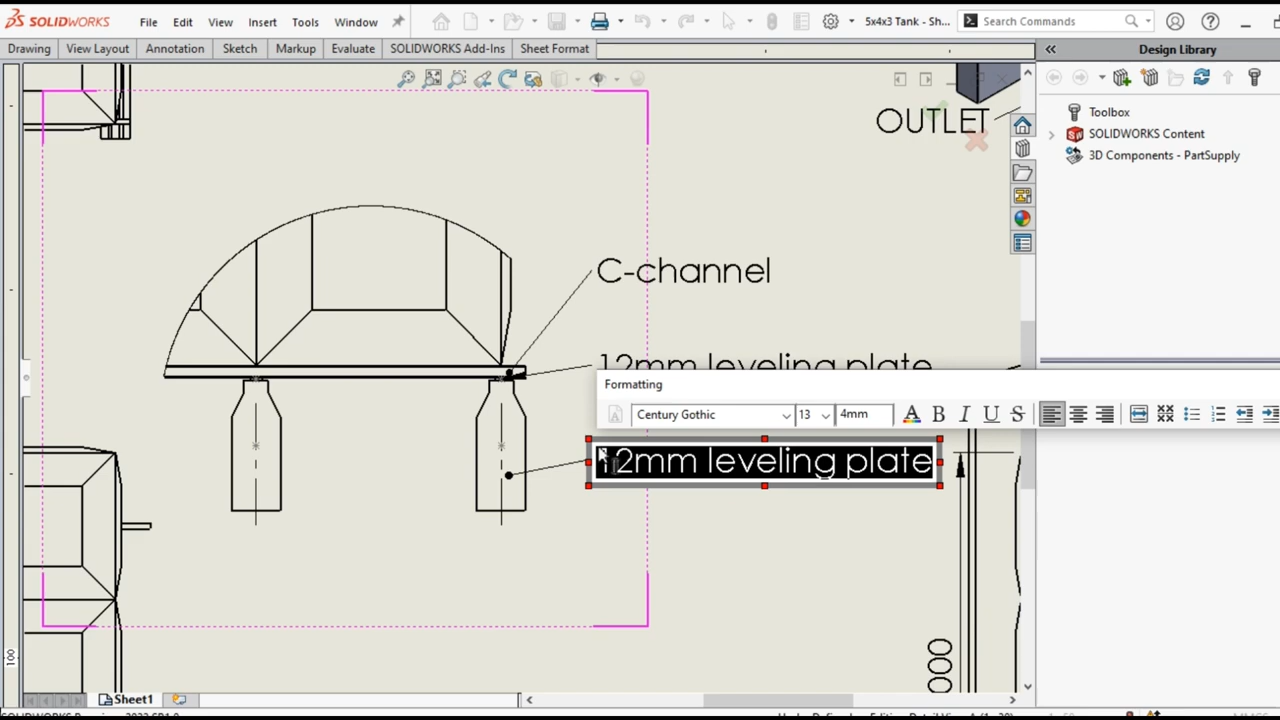 SOLIDWORKS File Edit View Insert Tools Window 5x4x3 Tank - Sh... Search Commands
Drawing View Layout Annotation Sketch Markup Evaluate SOLIDWORKS Add-Ins Sheet Format Design Library
OUTLET
Toolbox
SOLIDWORKS Content
3D Components - PartSupply
C-channel
12mm leveling plate
Formatting
Century Gothic 13 4mm
12mm leveling plate
100
000
Sheet1